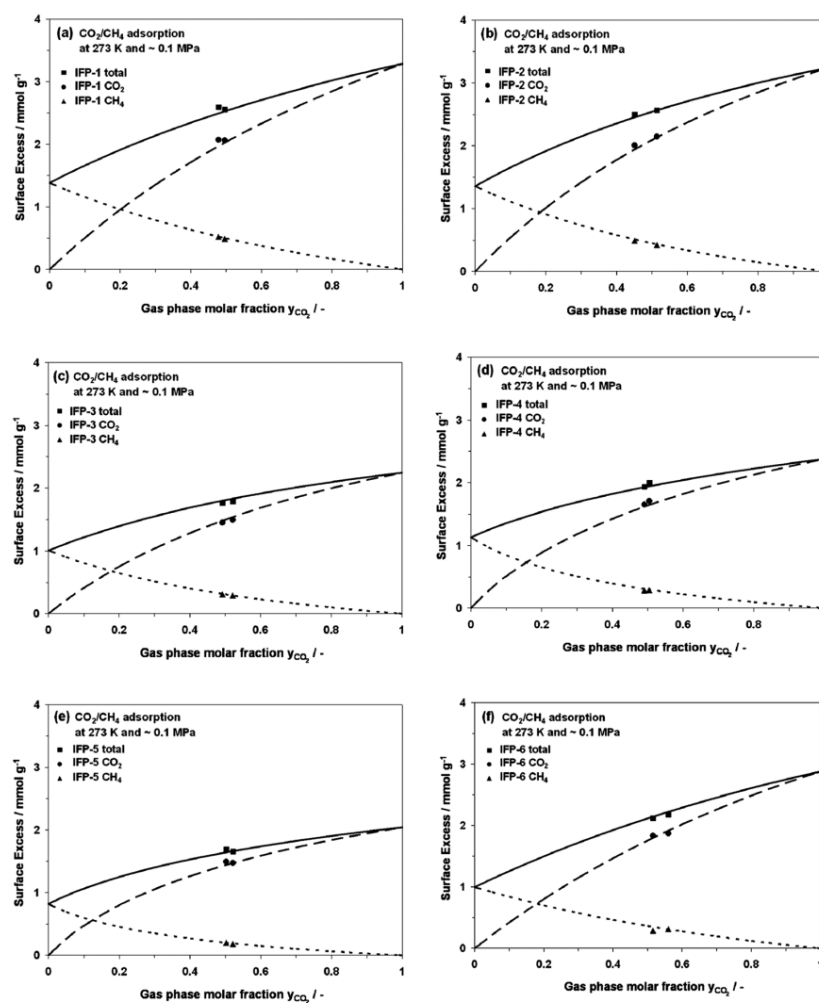 (a) CO₂/CH₄ adsorption
at 273 K and ~ 0.1 MPa
IFP-1 total
IFP-1 CO₂
IFP-1 CH₄
Surface Excess / mmol g⁻¹
4
3
2
1
0
0 0.2 0.4 0.6 0.8 1
Gas phase molar fraction y_CO₂ / -
(b) CO₂/CH₄ adsorption
at 273 K and ~ 0.1 MPa
IFP-2 total
IFP-2 CO₂
IFP-2 CH₄
Surface Excess / mmol g⁻¹
4
3
2
1
0
0 0.2 0.4 0.6 0.8
Gas phase molar fraction y_CO₂ / -
(c) CO₂/CH₄ adsorption
at 273 K and ~ 0.1 MPa
IFP-3 total
IFP-3 CO₂
IFP-3 CH₄
Surface Excess / mmol g⁻¹
4
3
2
1
0
0 0.2 0.4 0.6 0.8 1
Gas phase molar fraction y_CO₂ / -
(d) CO₂/CH₄ adsorption
at 273 K and ~ 0.1 MPa
IFP-4 total
IFP-4 CO₂
IFP-4 CH₄
Surface Excess / mmol g⁻¹
4
3
2
1
0
0 0.2 0.4 0.6 0.8
Gas phase molar fraction y_CO₂ / -
(e) CO₂/CH₄ adsorption
at 273 K and ~ 0.1 MPa
IFP-5 total
IFP-5 CO₂
IFP-5 CH₄
Surface Excess / mmol g⁻¹
4
3
2
1
0
0 0.2 0.4 0.6 0.8 1
Gas phase molar fraction y_CO₂ / -
(f) CO₂/CH₄ adsorption
at 273 K and ~ 0.1 MPa
IFP-6 total
IFP-6 CO₂
IFP-6 CH₄
Surface Excess / mmol g⁻¹
4
3
2
1
0
0 0.2 0.4 0.6 0.8
Gas phase molar fraction y_CO₂ / -